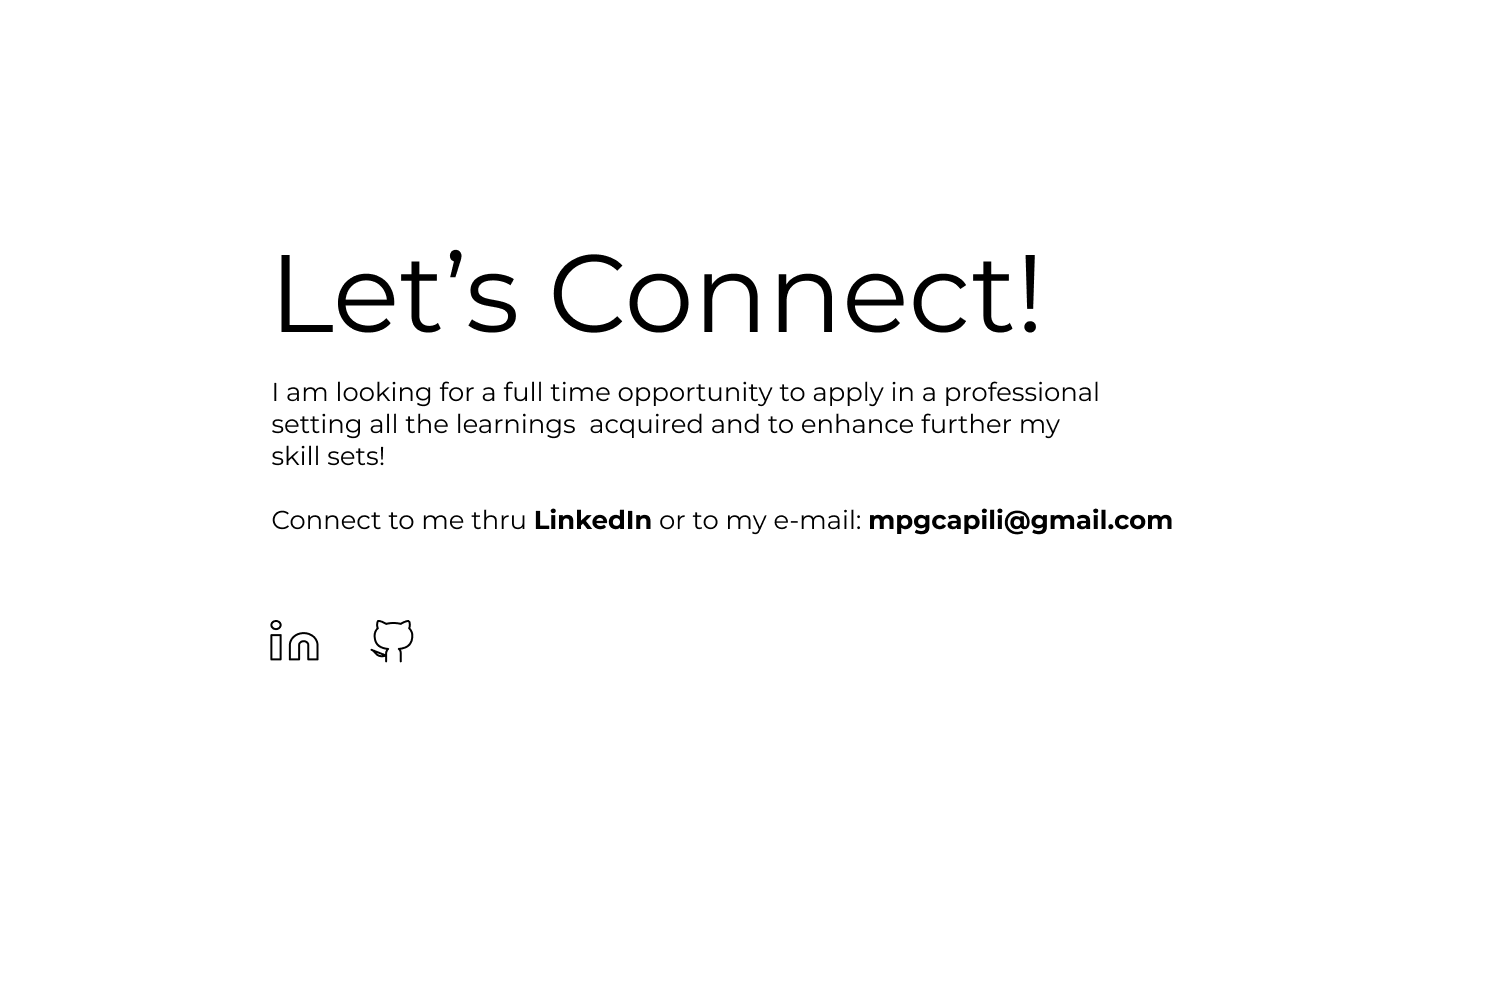 Let’s Connect!
I am looking for a full time opportunity to apply in a professional
setting all the learnings  acquired and to enhance further my
skill sets!
Connect to me thru LinkedIn or to my e-mail: mpgcapili@gmail.com
in